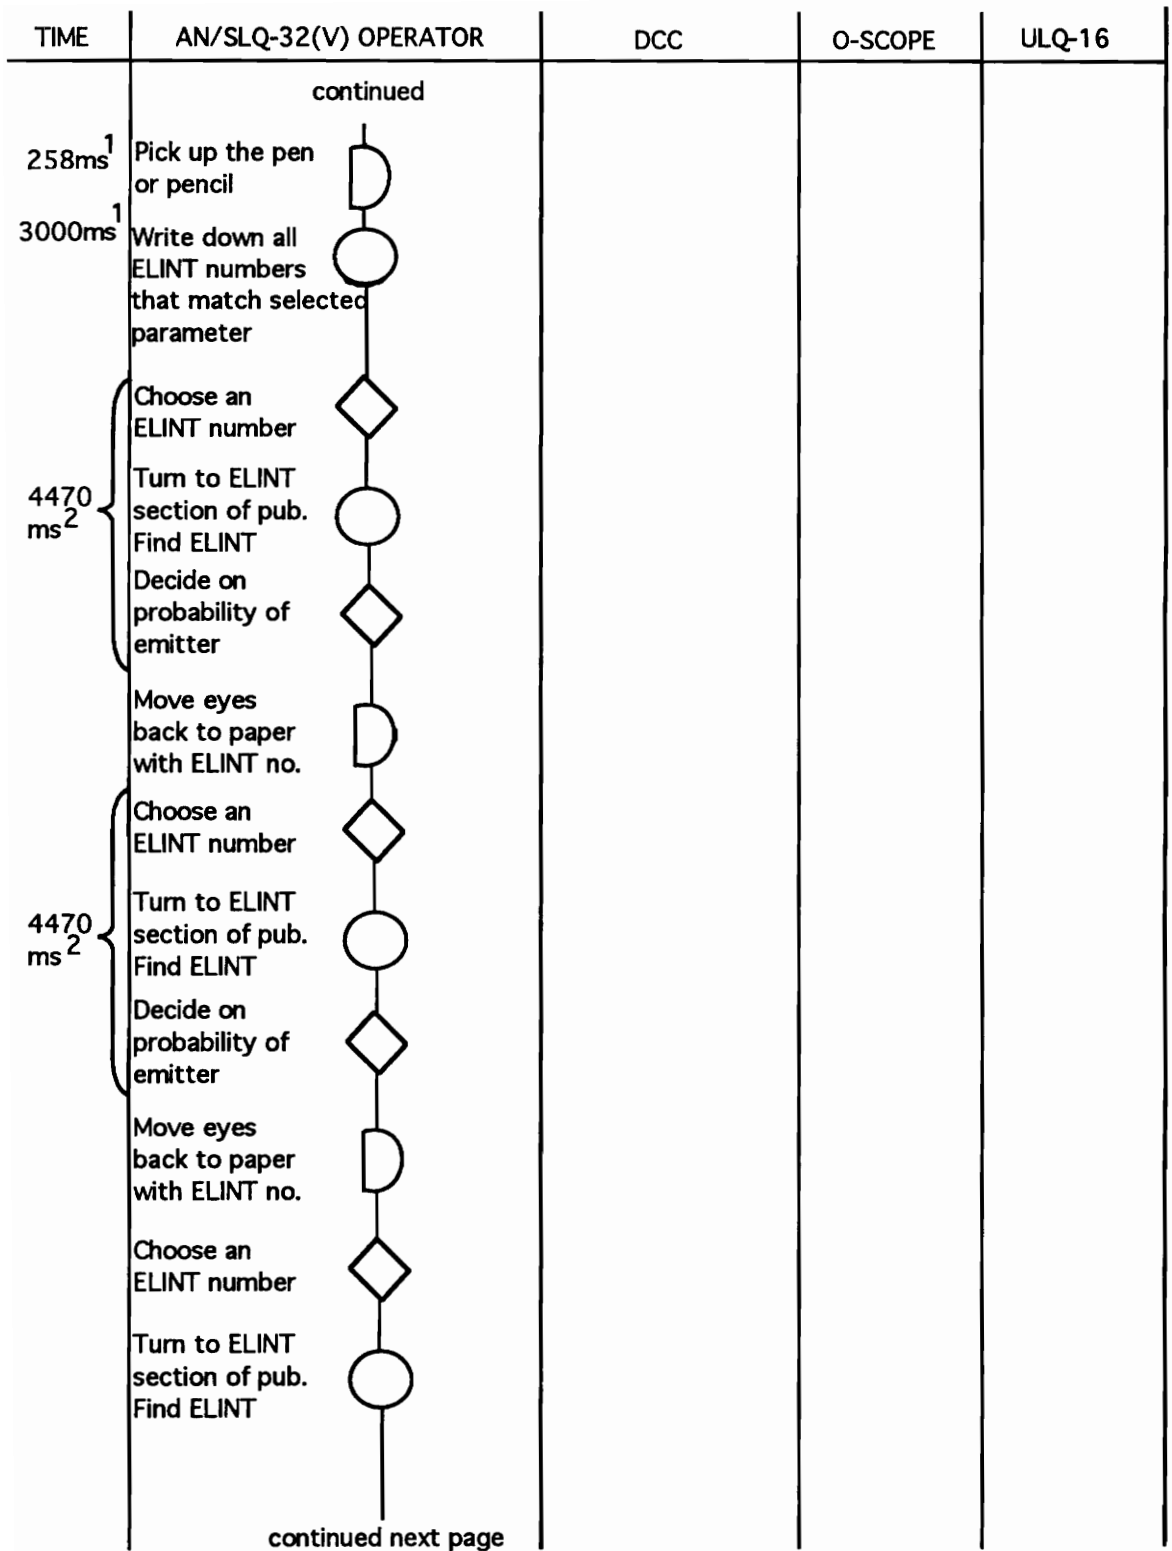 TIME AN/SLQ-32(V) OPERATOR DCC O-SCOPE ULQ-16
continued
258ms1 Pick up the pen
or pencil
3000ms1 Write down all
ELINT numbers
that match selected
parameter
Choose an
ELINT number
Turn to ELINT
4470 section of pub.
ms2 Find ELINT
Decide on
probability of
emitter
Move eyes
back to paper
with ELINT no.
Choose an
ELINT number
Turn to ELINT
4470 section of pub.
ms2 Find ELINT
Decide on
probability of
emitter
Move eyes
back to paper
with ELINT no.
Choose an
ELINT number
Turn to ELINT
section of pub.
Find ELINT
continued next page